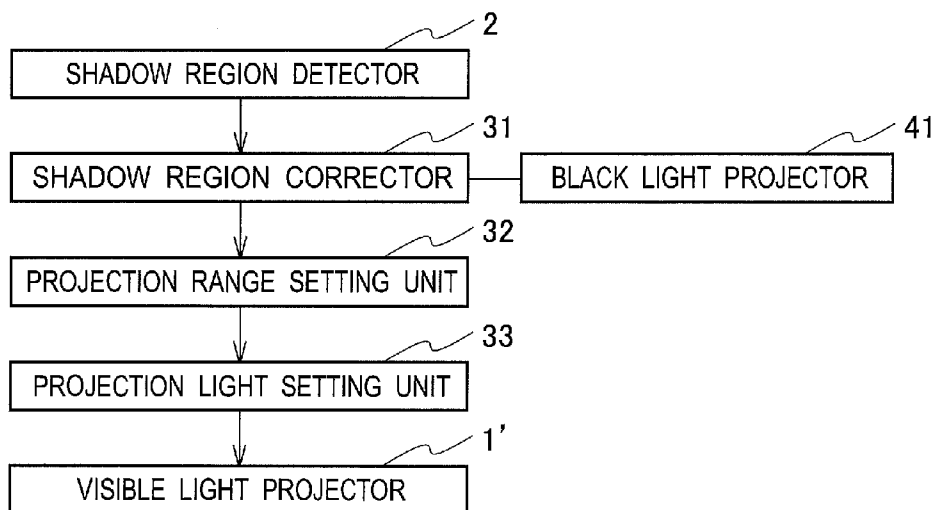 2
SHADOW REGION DETECTOR
31
41
SHADOW REGION CORRECTOR
BLACK LIGHT PROJECTOR
32
PROJECTION RANGE SETTING UNIT
33
PROJECTION LIGHT SETTING UNIT
1'
VISIBLE LIGHT PROJECTOR